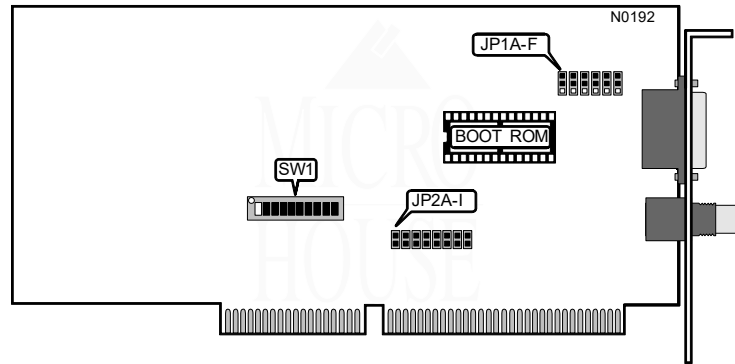 N0192
JP1A-F
BOOT ROM
SW1
JP2A-I
MICRO
HOUSE